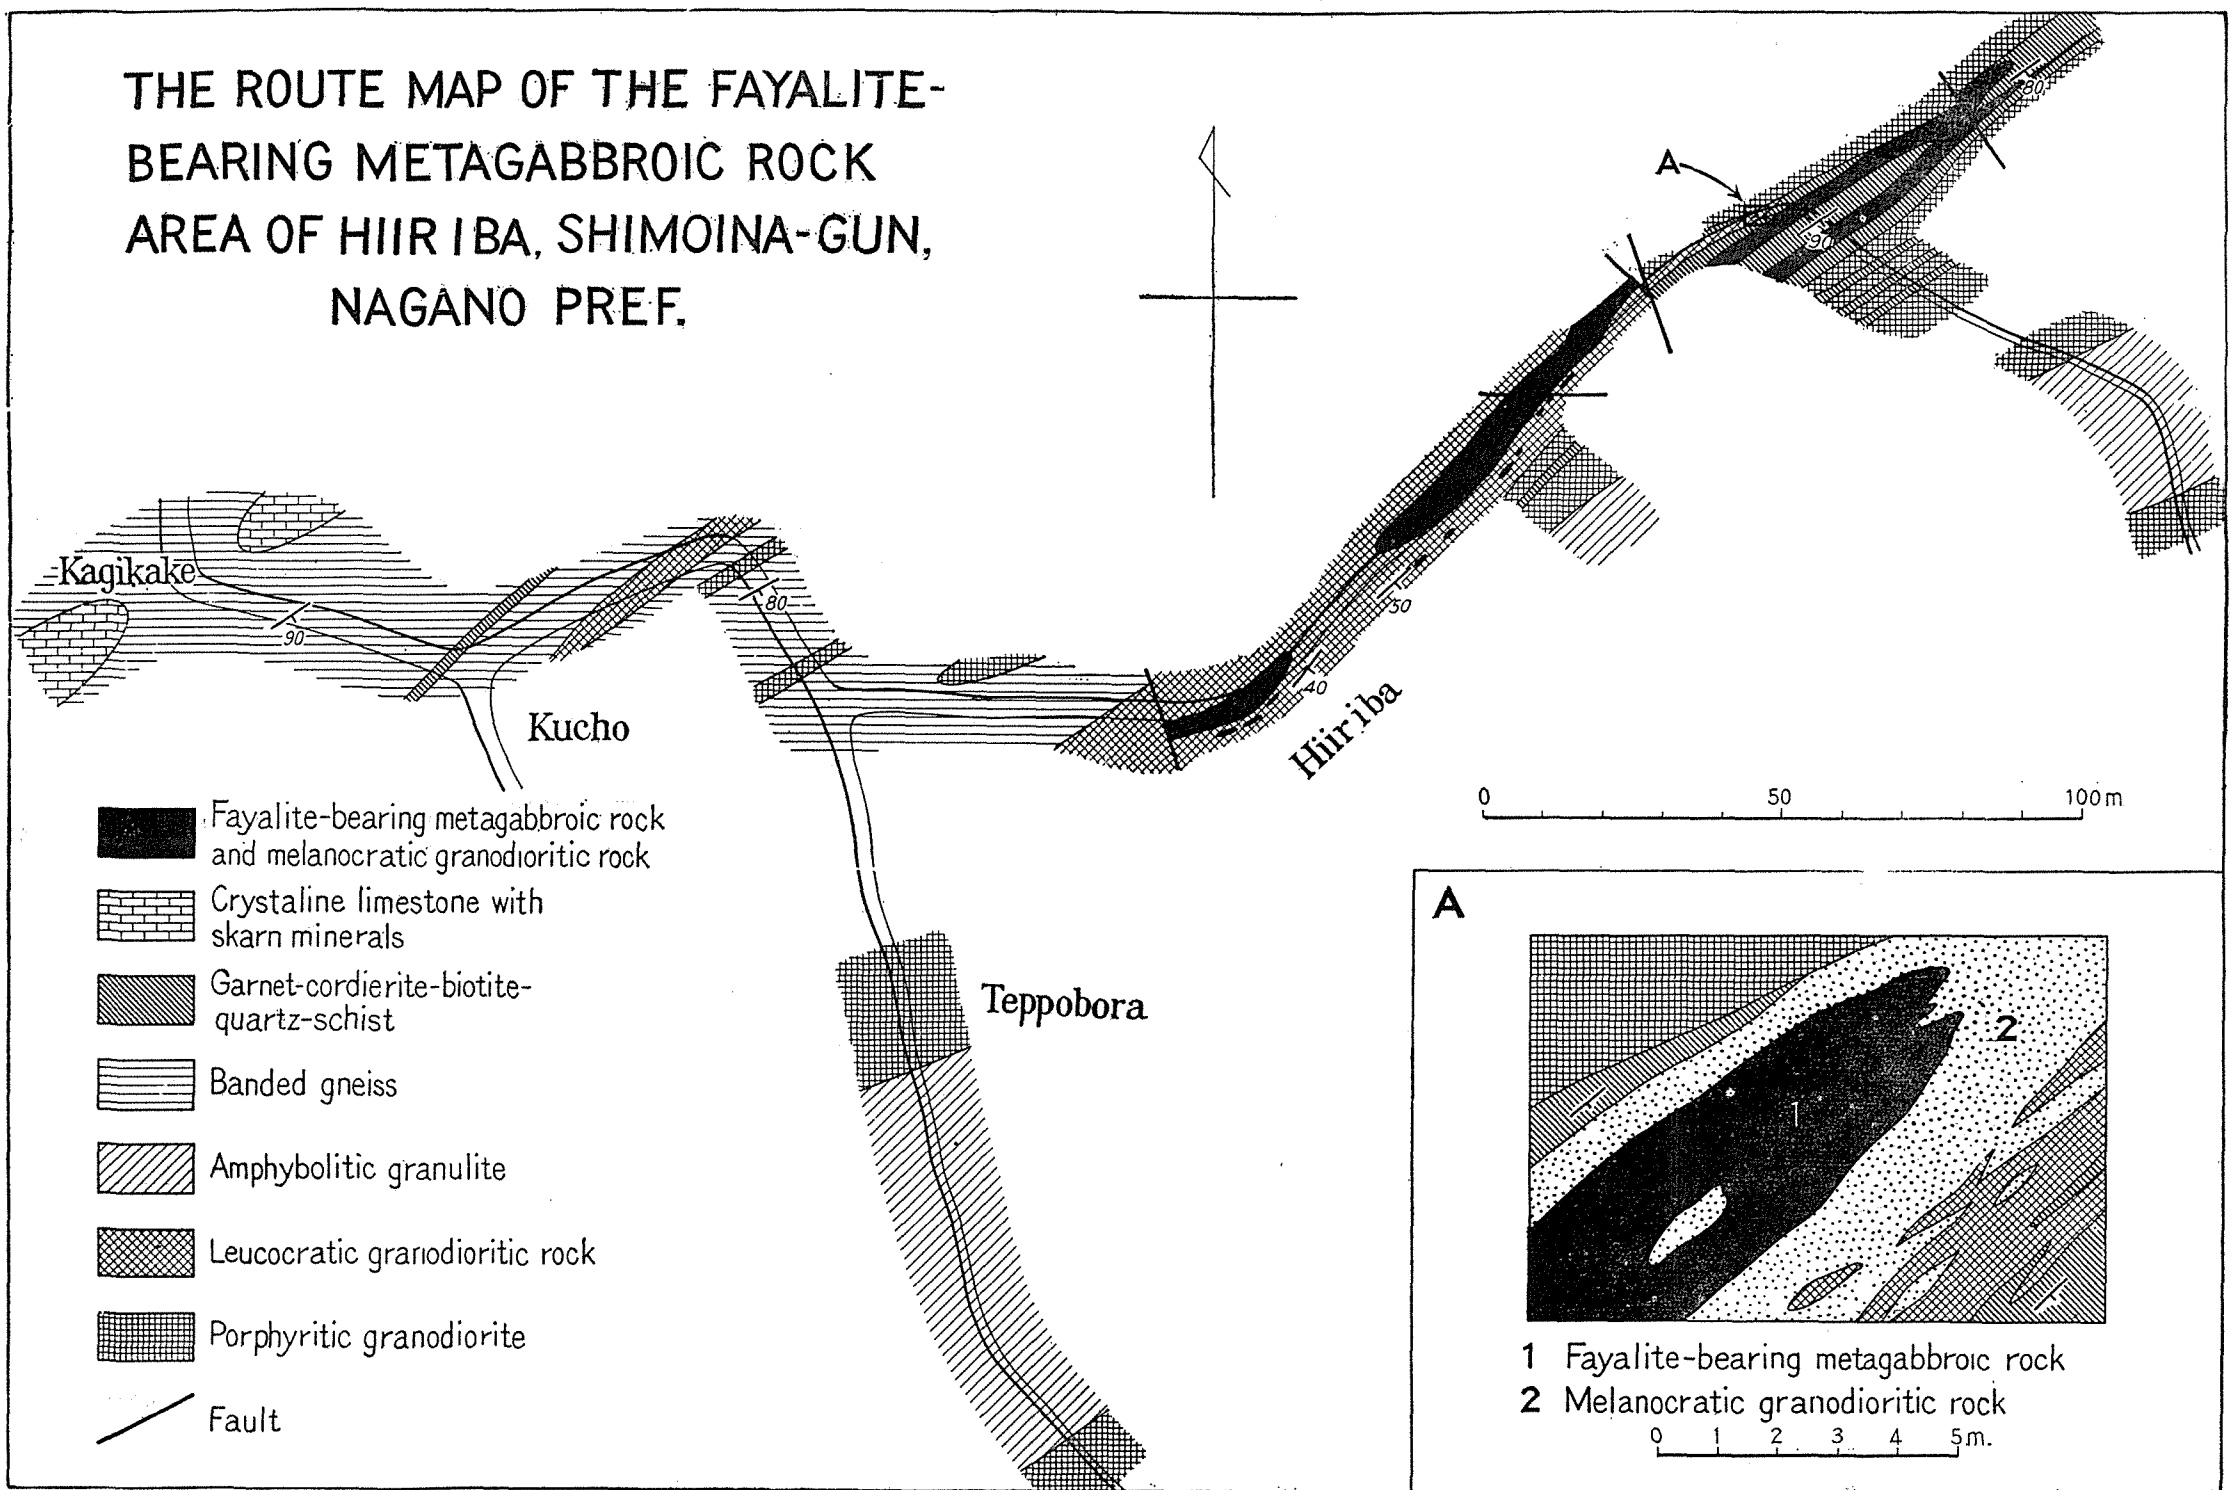 THE ROUTE MAP OF THE FAYALITE-
BEARING METAGABBROIC ROCK
AREA OF HIIRIBA, SHIMOINA-GUN,
NAGANO PREF.
80
A
90
Kagikake
90
80
50
40
Kucho
Hiiriba
0 50 100m
Fayalite-bearing metagabbroic rock
and melanocratic granodioritic rock
Crystaline limestone with
skarn minerals
Garnet-cordierite-biotite-
quartz-schist
Banded gneiss
Amphybolitic granulite
Leucocratic granodioritic rock
Porphyritic granodiorite
Fault
Teppobora
A
2
1
1 Fayalite-bearing metagabbroic rock
2 Melanocratic granodioritic rock
0 1 2 3 4 5m.